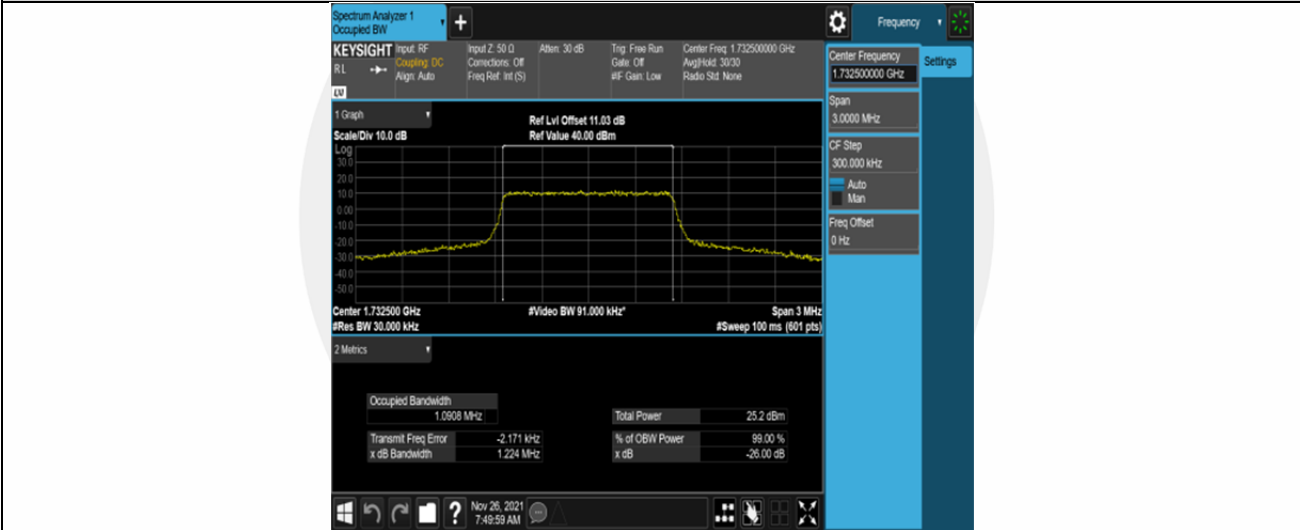 Spectrum Analyzer 1
Occupied BW
+
Frequency
KEYSIGHT
RL
Input: RF
Coupling: DC
Align: Auto
Input Z: 50 Ω
Corrections: Off
Freq Ref: Int (S)
Atten: 30 dB
Trig: Free Run
Gate: Off
#IF Gain: Low
Center Freq: 1.732500000 GHz
Avg|Hold: 30/30
Radio Std: None
Center Frequency
1.732500000 GHz
Settings
Span
3.0000 MHz
CF Step
300.000 kHz
Auto
Man
Freq Offset
0 Hz
1 Graph
Scale/Div 10.0 dB
Ref Lvl Offset 11.03 dB
Ref Value 40.00 dBm
Log
30.0
20.0
10.0
0.00
-10.0
-20.0
-30.0
-40.0
-50.0
Center 1.732500 GHz
#Res BW 30.000 kHz
#Video BW 91.000 kHz*
Span 3 MHz
#Sweep 100 ms (601 pts)
2 Metrics
Occupied Bandwidth
1.0908 MHz
Total Power 25.2 dBm
Transmit Freq Error -2.171 kHz
% of OBW Power 99.00 %
x dB Bandwidth 1.224 MHz
x dB -26.00 dB
?
Nov 26, 2021
7:49:59 AM